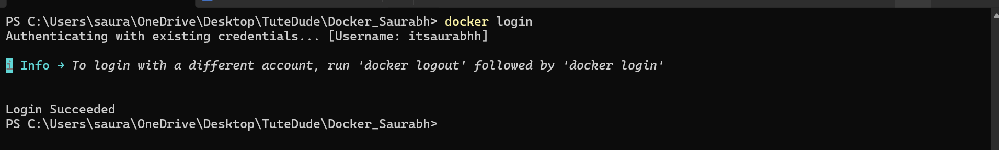 PS C:\Users\saura\OneDrive\Desktop\TuteDude\Docker_Saurabh> docker login
Authenticating with existing credentials... [Username: itsaurabhh]
i Info → To login with a different account, run 'docker logout' followed by 'docker login'
Login Succeeded
PS C:\Users\saura\OneDrive\Desktop\TuteDude\Docker_Saurabh>